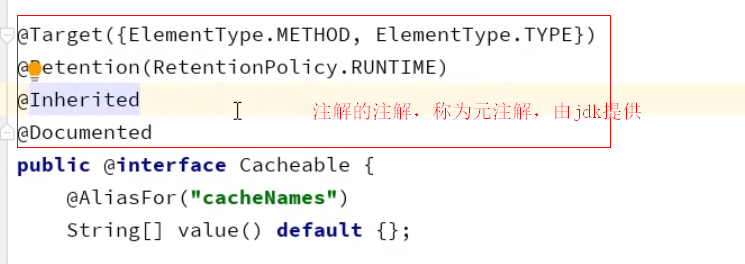 @Target({ElementType.METHOD, ElementType.TYPE})
@Retention(RetentionPolicy.RUNTIME)
@Inherited
注解的注解，称为元注解，由jdk提供
@Documented
public @interface Cacheable {
@AliasFor("cacheNames")
String[] value() default {};